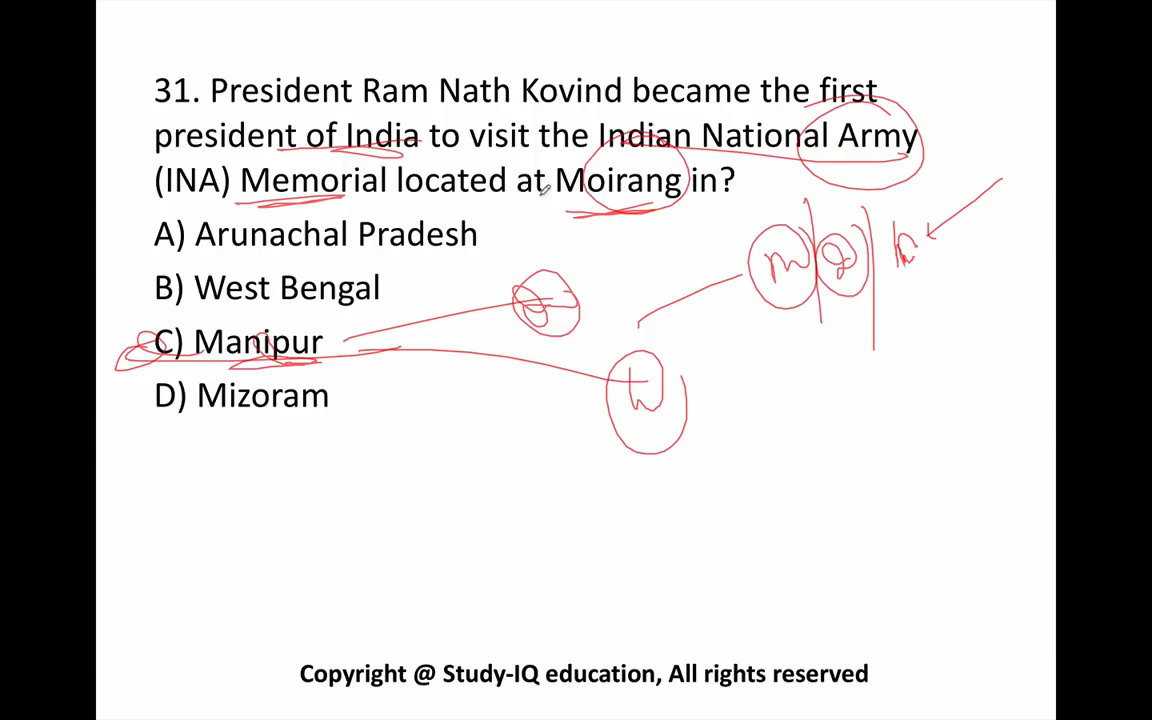 31. President Ram Nath Kovind became the first
president of India to visit the Indian National Army
(INA) Memorial located at Moirang in?
A) Arunachal Pradesh
B) West Bengal
C) Manipur
D) Mizoram
Copyright @ Study-IQ education, All rights reserved